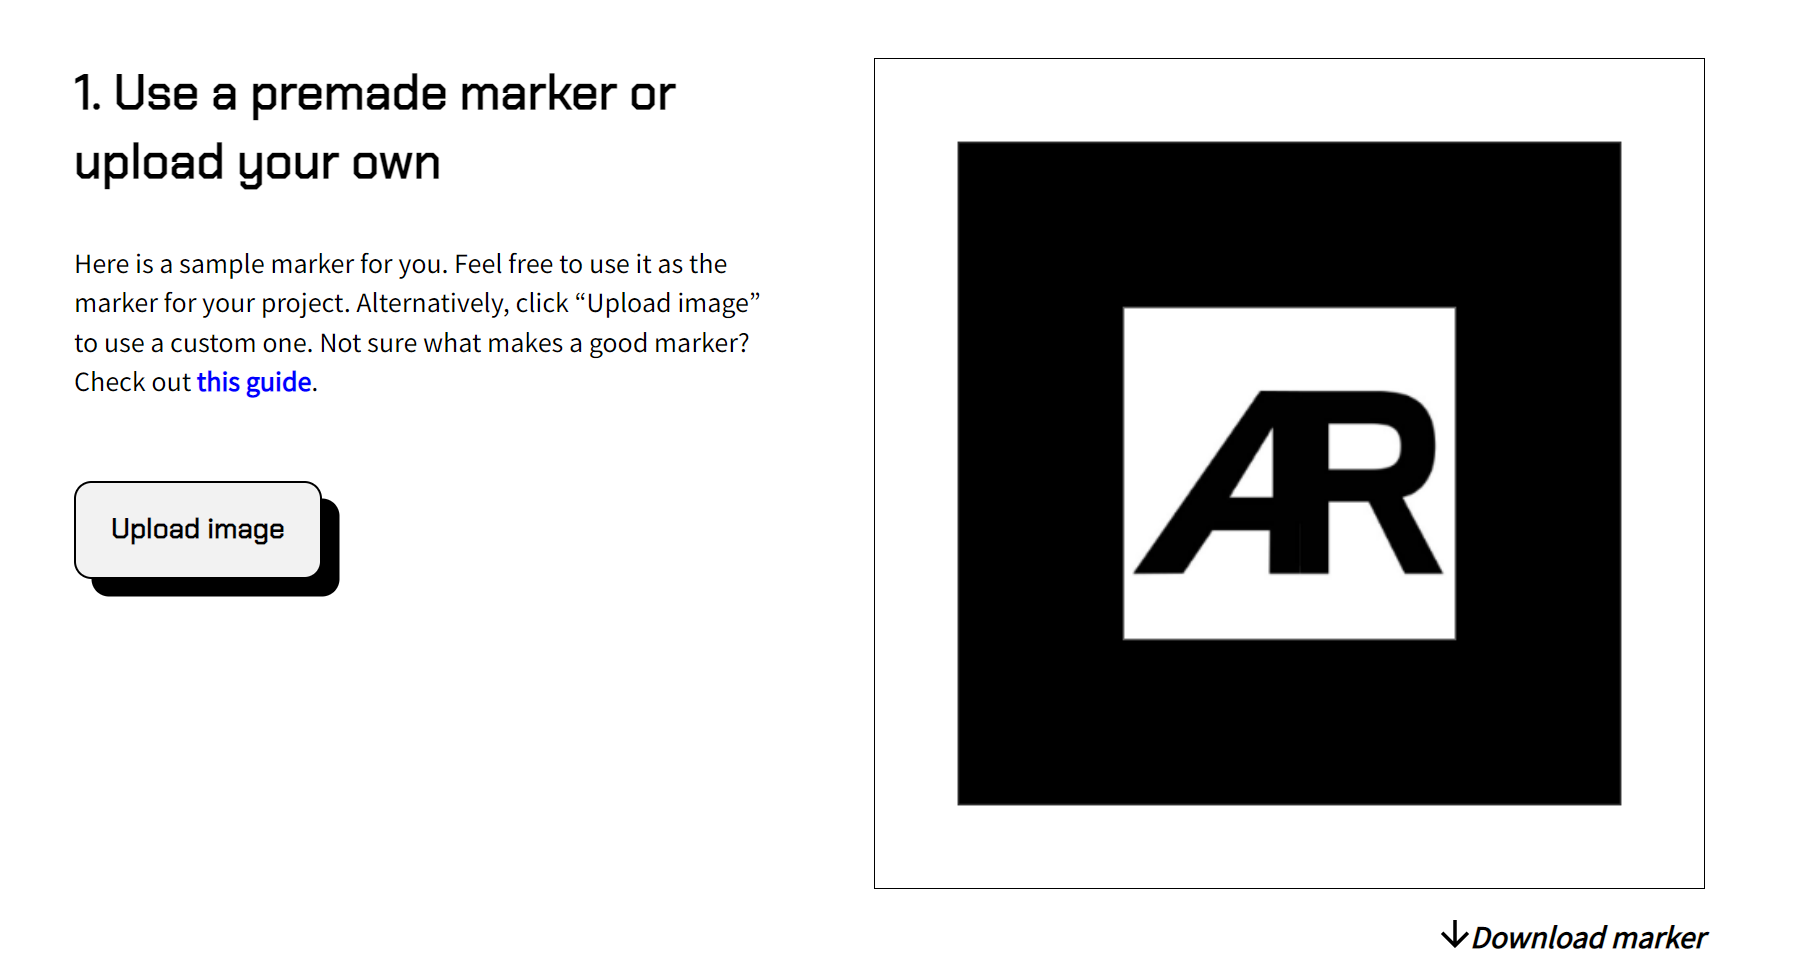 1. Use a premade marker or
upload your own
Here is a sample marker for you. Feel free to use it as the
marker for your project. Alternatively, click “Upload image”
to use a custom one. Not sure what makes a good marker?
Check out this guide.
Upload image
AR
Download marker